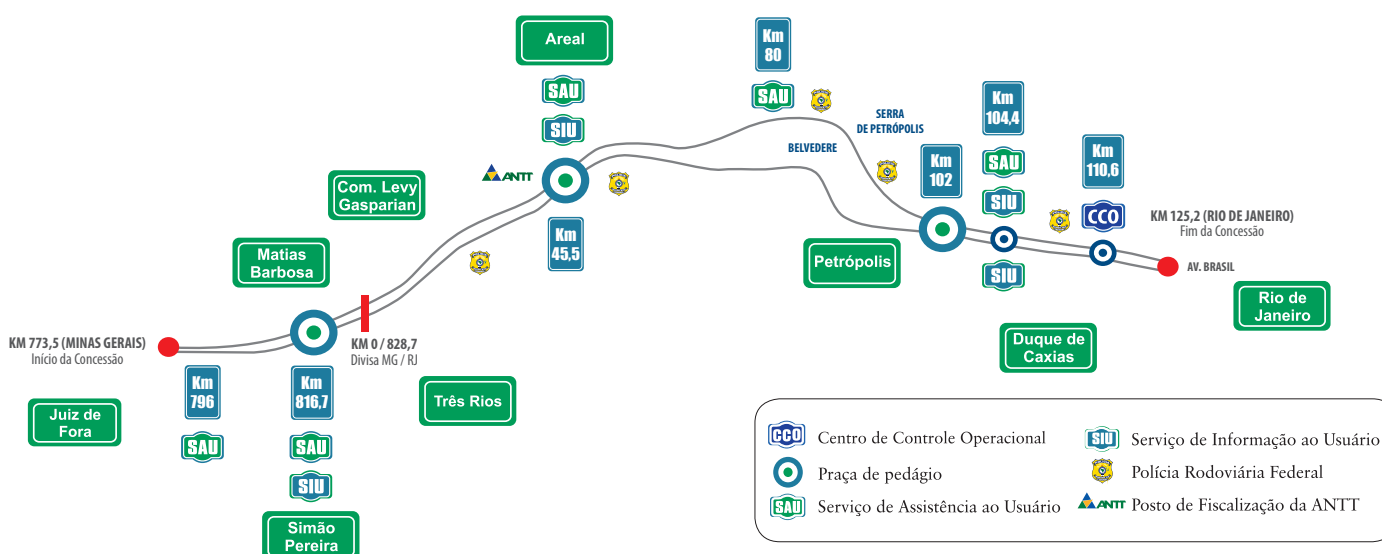 Areal
SAU
SIU
ANTT
Km
45,5
Km
80
SAU
SERRA
DE PETRÓPOLIS
BELVEDERE
Km
102
Km
104,4
SAU
SIU
SIU
Km
110,6
CCO
KM 125,2 (RIO DE JANEIRO)
Fim da Concessão
AV. BRASIL
Rio de
Janeiro
Petrópolis
Duque de
Caxias
Com. Levy
Gasparian
Matias
Barbosa
KM 773,5 (MINAS GERAIS)
Início da Concessão
KM 0 / 828,7
Divisa MG / RJ
Três Rios
Juiz de
Fora
Km
796
SAU
Km
816,7
SAU
SIU
Simão
Pereira
CCO Centro de Controle Operacional
Praça de pedágio
SAU Serviço de Assistência ao Usuário
SIU Serviço de Informação ao Usuário
Polícia Rodoviária Federal
ANTT Posto de Fiscalização da ANTT